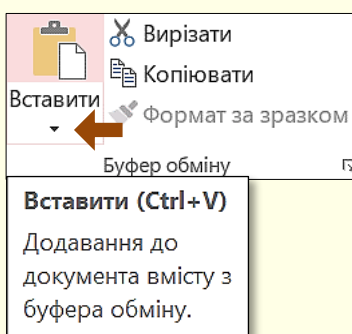 Вирізати
Копіювати
Вставити
Формат за зразком
Буфер обміну
Вставити (Ctrl+V)
Додавання до
документа вмісту з
буфера обміну.